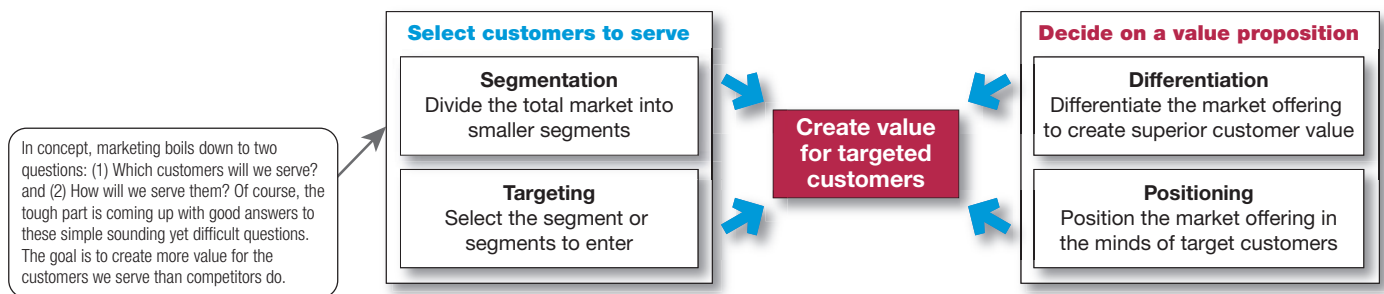 Select customers to serve
Segmentation
Divide the total market into
smaller segments
Targeting
Select the segment or
segments to enter
In concept, marketing boils down to two
questions: (1) Which customers will we serve?
and (2) How will we serve them? Of course, the
tough part is coming up with good answers to
these simple sounding yet difficult questions.
The goal is to create more value for the
customers we serve than competitors do.
Create value
for targeted
customers
Decide on a value proposition
Differentiation
Differentiate the market offering
to create superior customer value
Positioning
Position the market offering in
the minds of target customers